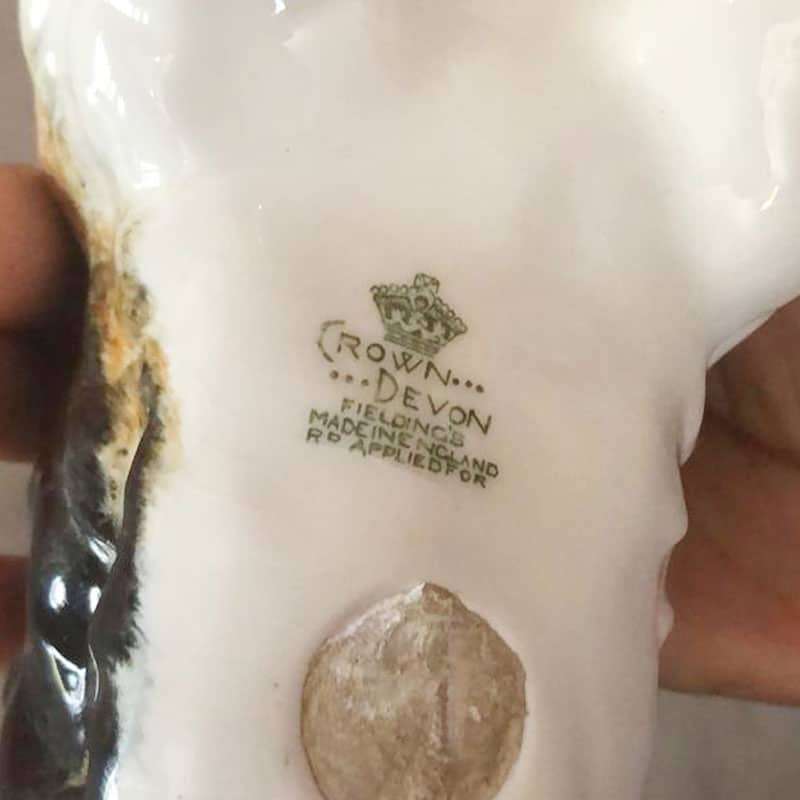 CROWN...
...DEVON
FIELDINGS
MADE IN ENGLAND
RD APPLIED FOR